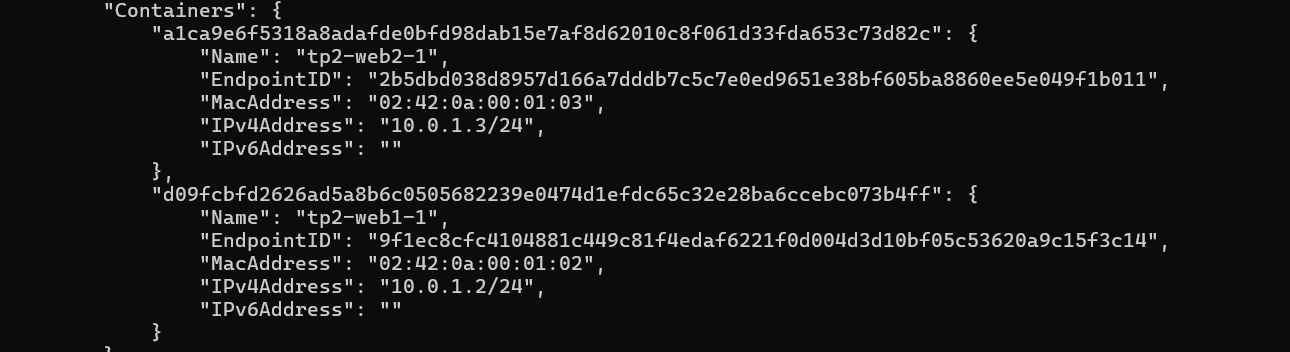 "Containers": {
"a1ca9e6f5318a8adafde0bfd98dab15e7af8d62010c8f061d33fda653c73d82c": {
"Name": "tp2-web2-1",
"EndpointID": "2b5dbd038d8957d166a7dddb7c5c7e0ed9651e38bf605ba8860ee5e049f1b011",
"MacAddress": "02:42:0a:00:01:03",
"IPv4Address": "10.0.1.3/24",
"IPv6Address": ""
},
"d09fcbfd2626ad5a8b6c0505682239e0474d1efdc65c32e28ba6ccebc073b4ff": {
"Name": "tp2-web1-1",
"EndpointID": "9f1ec8cfc4104881c449c81f4edaf6221f0d004d3d10bf05c53620a9c15f3c14",
"MacAddress": "02:42:0a:00:01:02",
"IPv4Address": "10.0.1.2/24",
"IPv6Address": ""
}